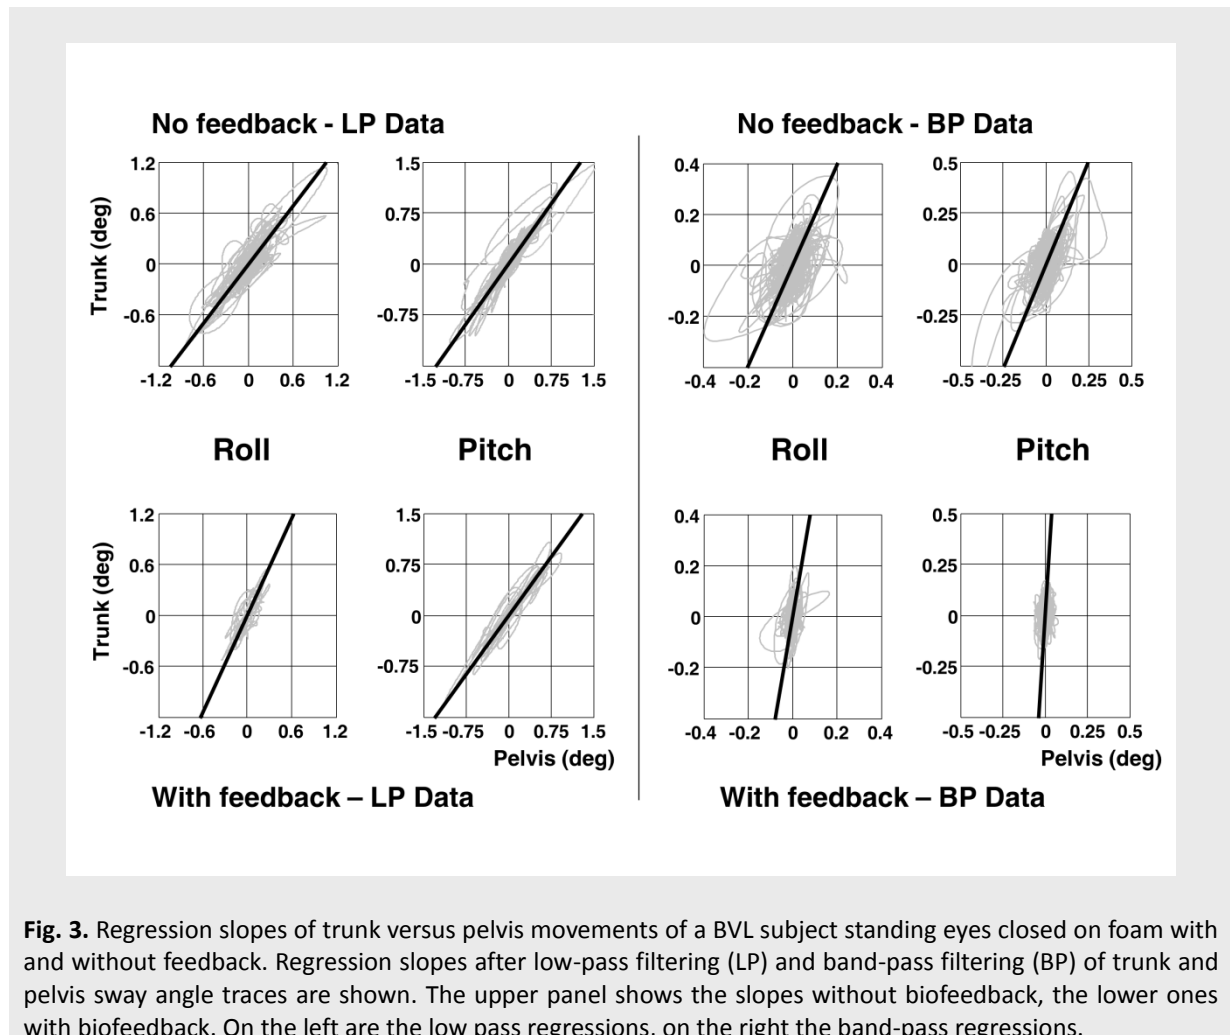 No feedback - LP Data
No feedback - BP Data
1.2
0.6
0
-0.6
Trunk (deg)
-1.2 -0.6 0 0.6 1.2
1.5
0.75
0
-0.75
-1.5 -0.75 0 0.75 1.5
0.4
0.2
0
-0.2
-0.4 -0.2 0 0.2 0.4
0.5
0.25
0
-0.25
-0.5 -0.25 0 0.25 0.5
Roll
Pitch
Roll
Pitch
1.2
0.6
0
-0.6
Trunk (deg)
-1.2 -0.6 0 0.6 1.2
1.5
0.75
0
-0.75
-1.5 -0.75 0 0.75 1.5
Pelvis (deg)
0.4
0.2
0
-0.2
-0.4 -0.2 0 0.2 0.4
0.5
0.25
0
-0.25
-0.5 -0.25 0 0.25 0.5
Pelvis (deg)
With feedback – LP Data
With feedback – BP Data
Fig. 3. Regression slopes of trunk versus pelvis movements of a BVL subject standing eyes closed on foam with
and without feedback. Regression slopes after low-pass filtering (LP) and band-pass filtering (BP) of trunk and
pelvis sway angle traces are shown. The upper panel shows the slopes without biofeedback, the lower ones
with biofeedback. On the left are the low pass regressions, on the right the band-pass regressions.